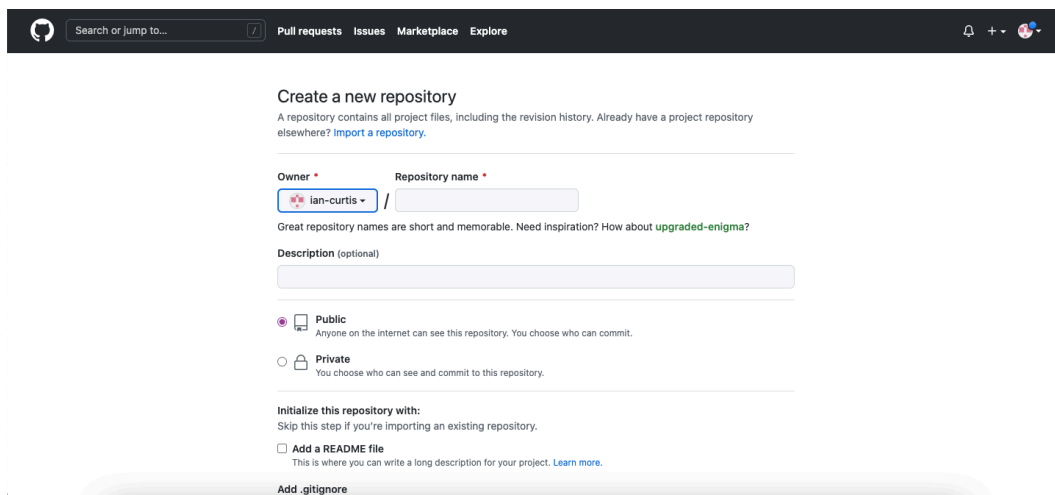 Search or jump to... /
Pull requests Issues Marketplace Explore
Create a new repository
A repository contains all project files, including the revision history. Already have a project repository
elsewhere? Import a repository.
Owner * Repository name *
ian-curtis /
Great repository names are short and memorable. Need inspiration? How about upgraded-enigma?
Description (optional)
Public
Anyone on the internet can see this repository. You choose who can commit.
Private
You choose who can see and commit to this repository.
Initialize this repository with:
Skip this step if you're importing an existing repository.
Add a README file
This is where you can write a long description for your project. Learn more.
Add .gitignore